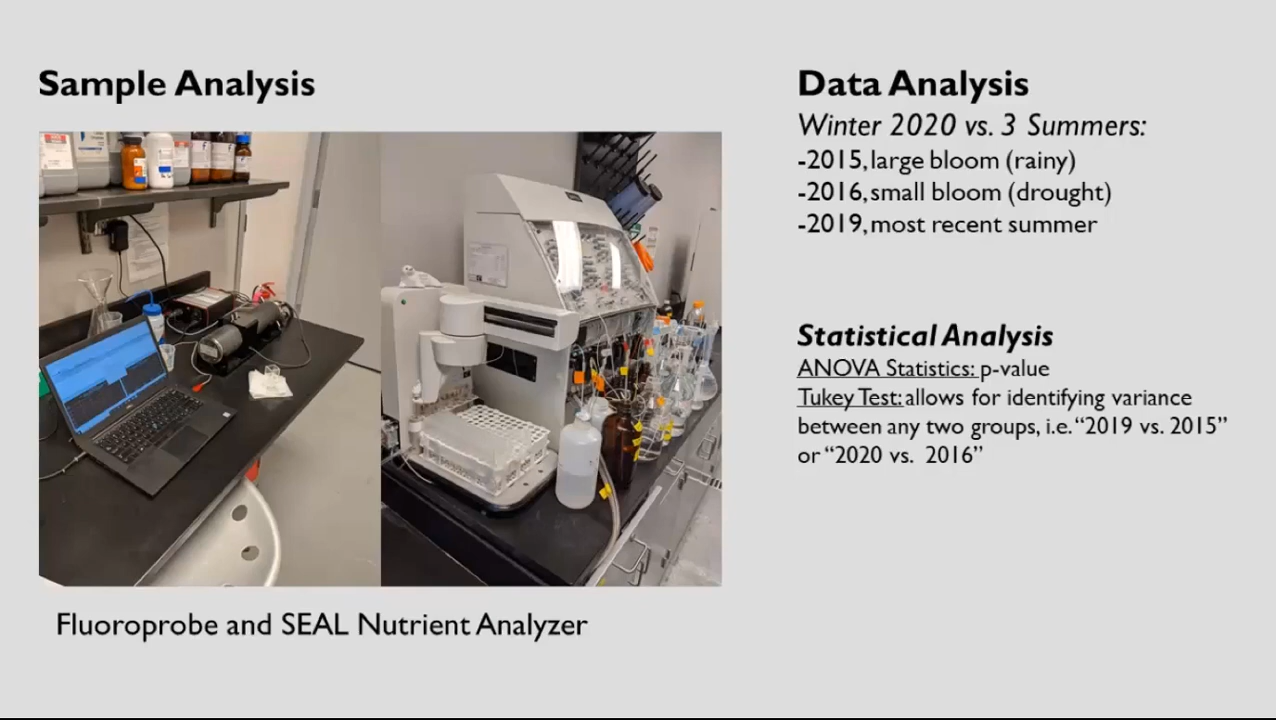 Sample Analysis
Fluoroprobe and SEAL Nutrient Analyzer
Data Analysis
Winter 2020 vs. 3 Summers:
-2015, large bloom (rainy)
-2016, small bloom (drought)
-2019, most recent summer
Statistical Analysis
ANOVA Statistics: p-value
Tukey Test: allows for identifying variance
between any two groups, i.e. “2019 vs. 2015”
or “2020 vs. 2016”